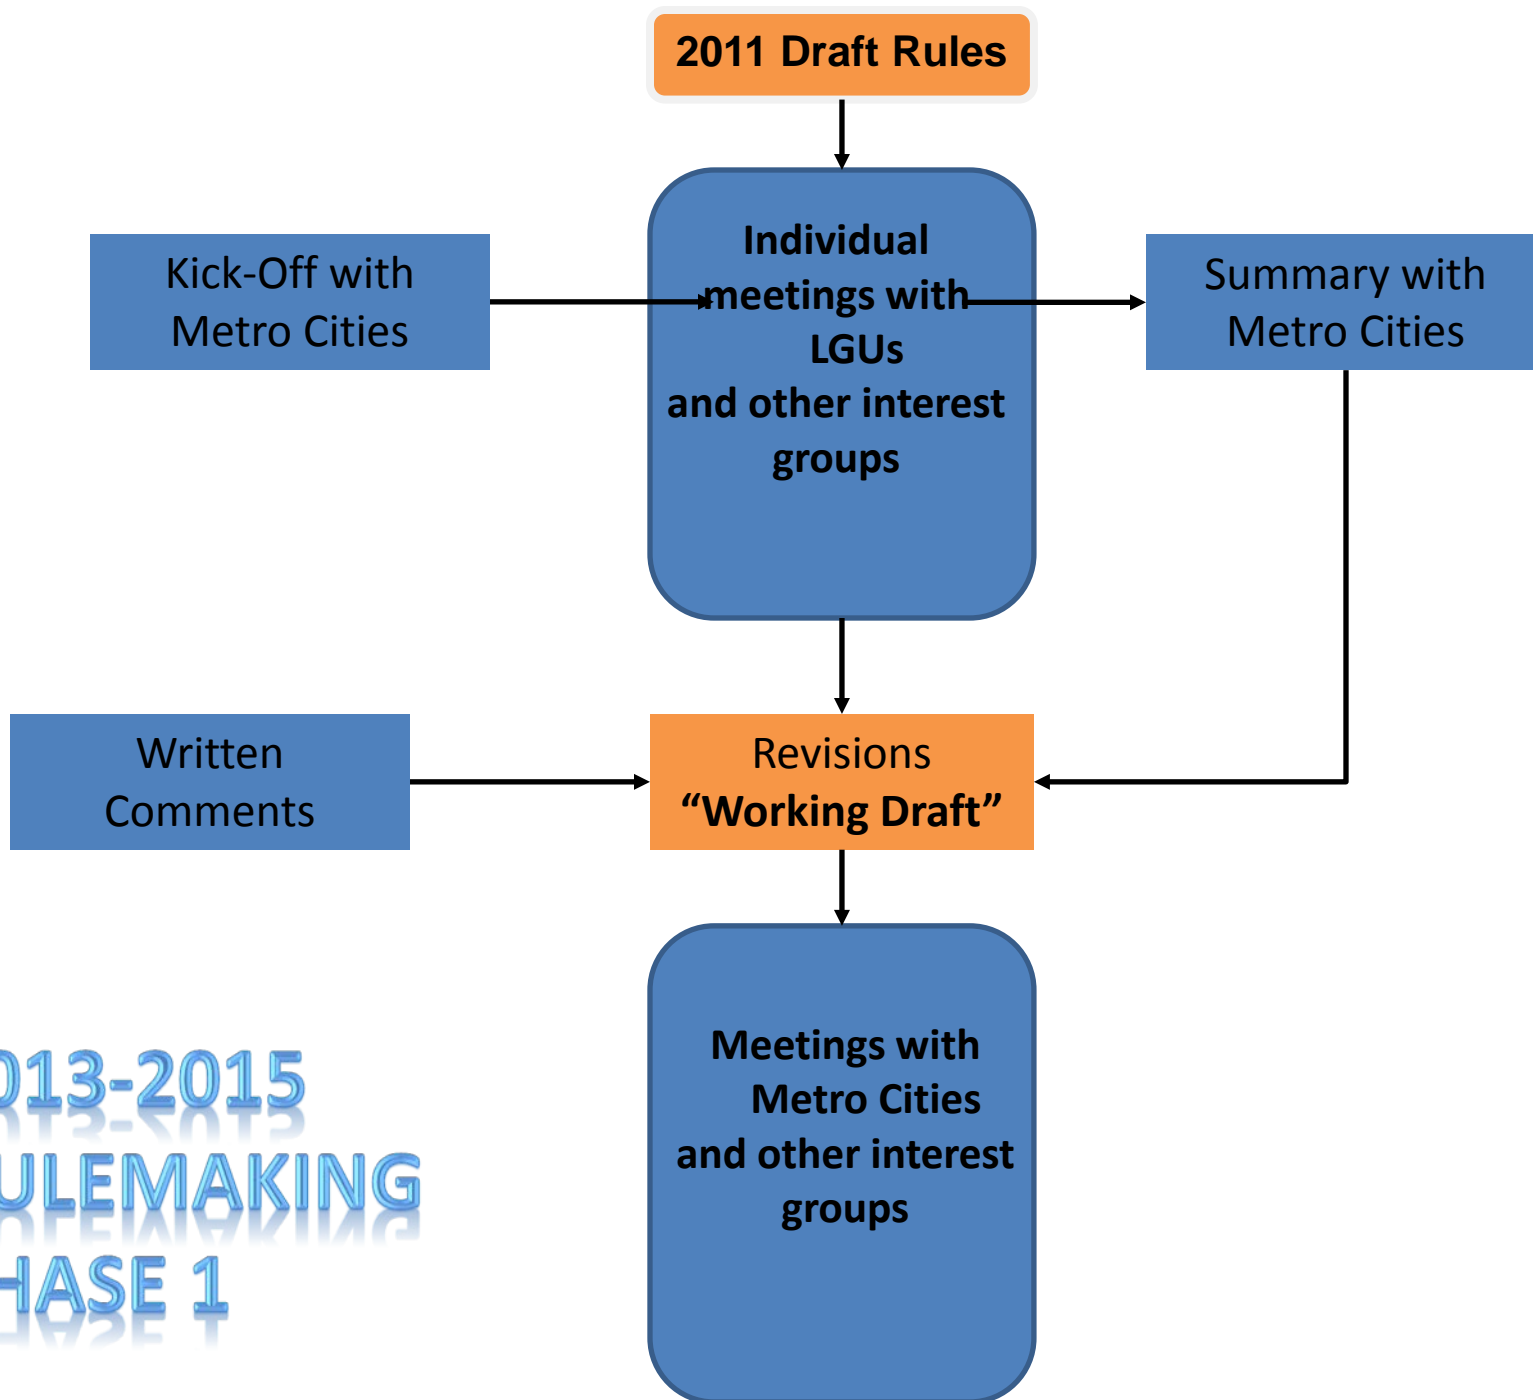 2011 Draft Rules
Kick-Off with
Metro Cities
Individual
meetings with
LGUs
and other interest
groups
Summary with
Metro Cities
Written
Comments
Revisions
“Working Draft”
Meetings with
Metro Cities
and other interest
groups
013-2015
ULEMAKING
HASE 1